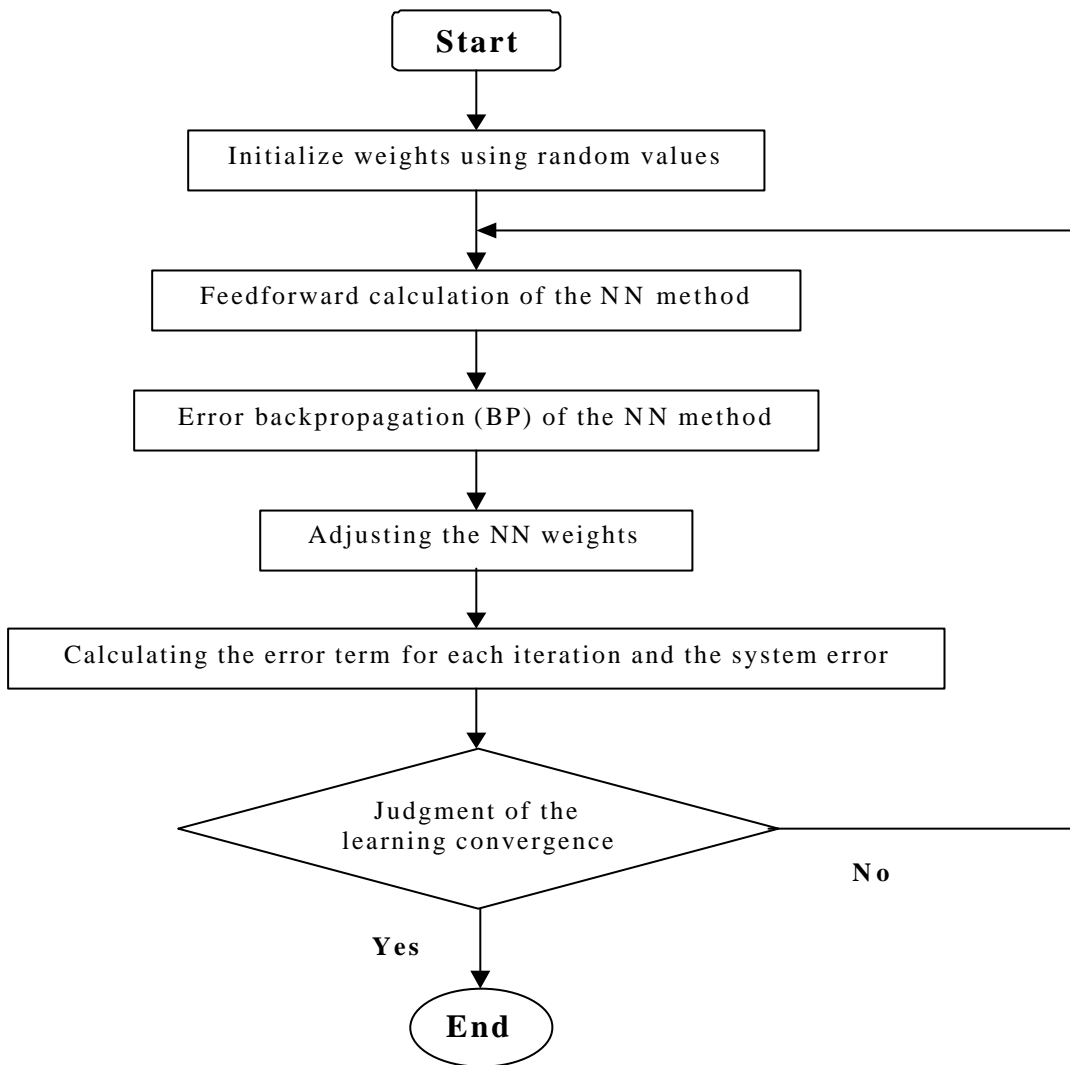 Start
Initialize weights using random values
Feedforward calculation of the NN method
Error backpropagation (BP) of the NN method
Adjusting the NN weights
Calculating the error term for each iteration and the system error
Judgment of the
learning convergence
No
Yes
End